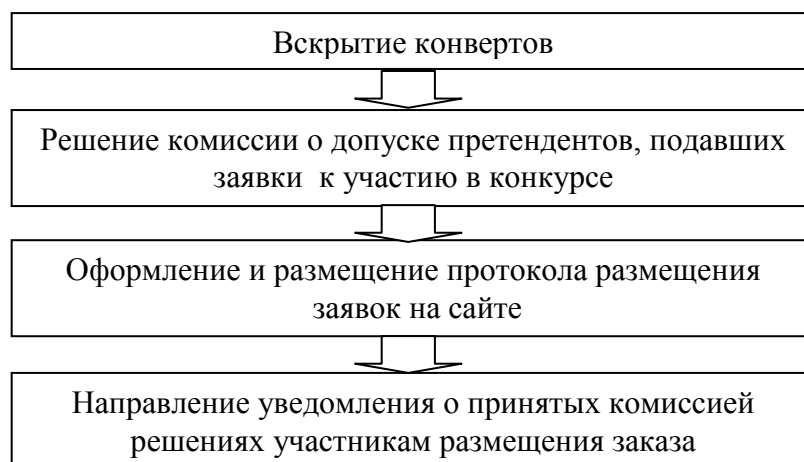 Вскрытие конвертов
Решение комиссии о допуске претендентов, подавших
заявки к участию в конкурсе
Оформление и размещение протокола размещения
заявок на сайте
Направление уведомления о принятых комиссией
решениях участникам размещения заказа